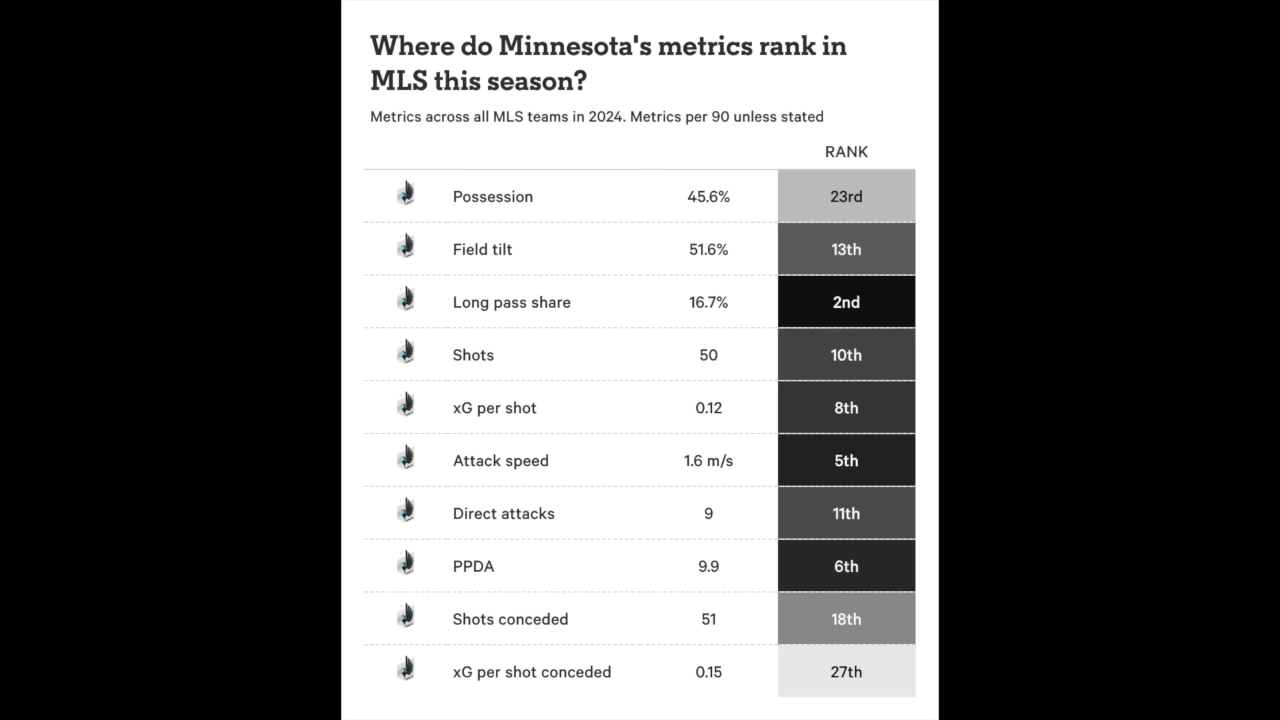 Where do Minnesota's metrics rank in
MLS this season?
Metrics across all MLS teams in 2024. Metrics per 90 unless stated
RANK
Possession 45.6% 23rd
Field tilt 51.6% 13th
Long pass share 16.7% 2nd
Shots 50 10th
xG per shot 0.12 8th
Attack speed 1.6 m/s 5th
Direct attacks 9 11th
PPDA 9.9 6th
Shots conceded 51 18th
xG per shot conceded 0.15 27th